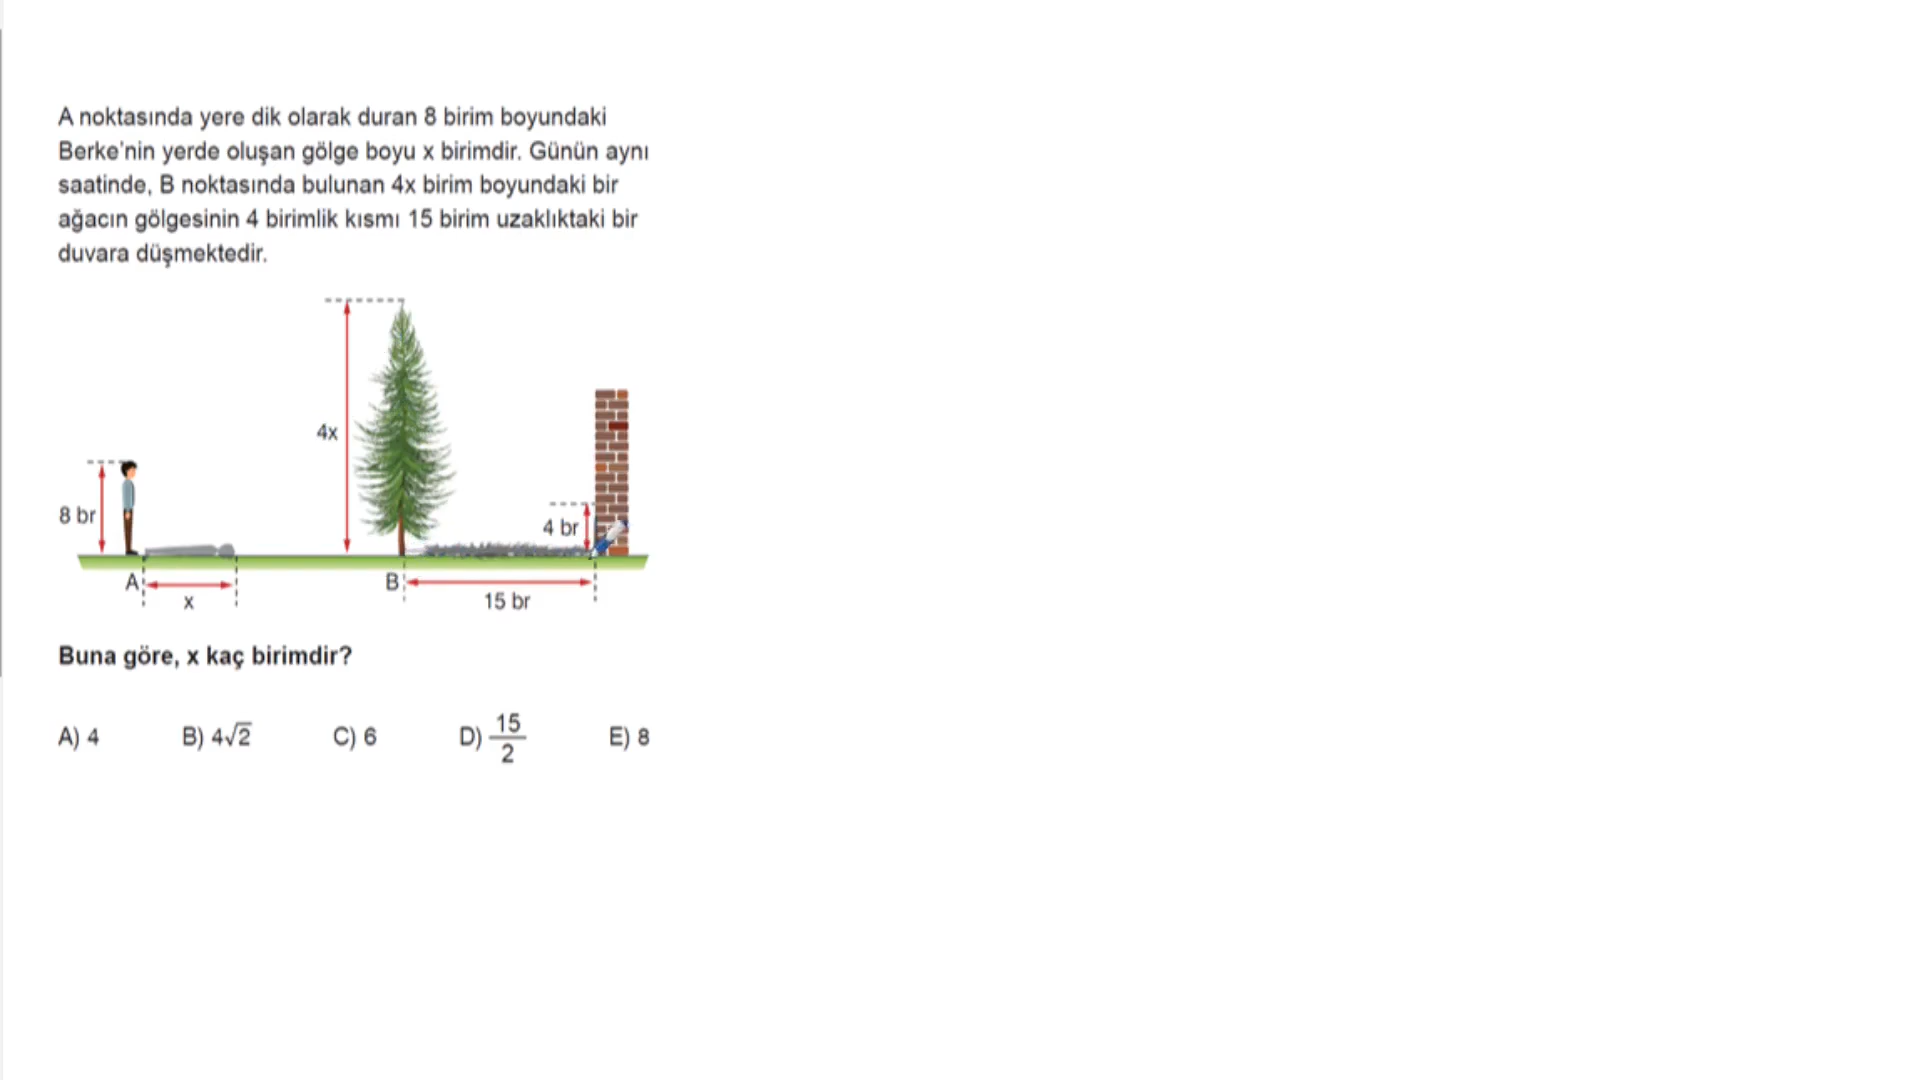 A noktasında yere dik olarak duran 8 birim boyundaki
Berke'nin yerde oluşan gölge boyu x birimdir. Günün aynı
saatinde, B noktasında bulunan 4x birim boyundaki bir
ağacın gölgesinin 4 birimlik kısmı 15 birim uzaklıktaki bir
duvara düşmektedir.
4x
8 br
4 br
A
B
x
15 br
Buna göre, x kaç birimdir?
A) 4 B) 4√2 C) 6 D) 15/2 E) 8